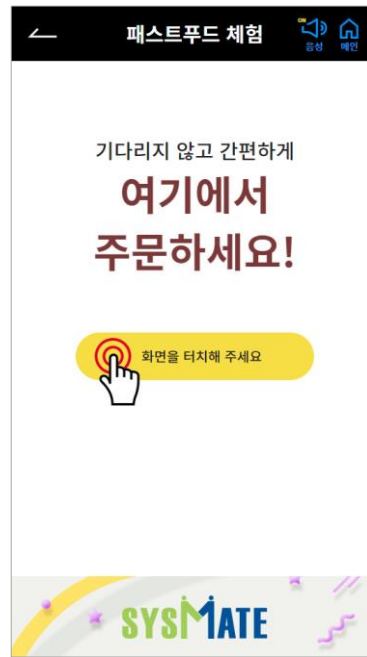 패스트푸드 체험
ON
음성
메인
기다리지 않고 간편하게
여기에서
주문하세요!
화면을 터치해 주세요
SYSMATE